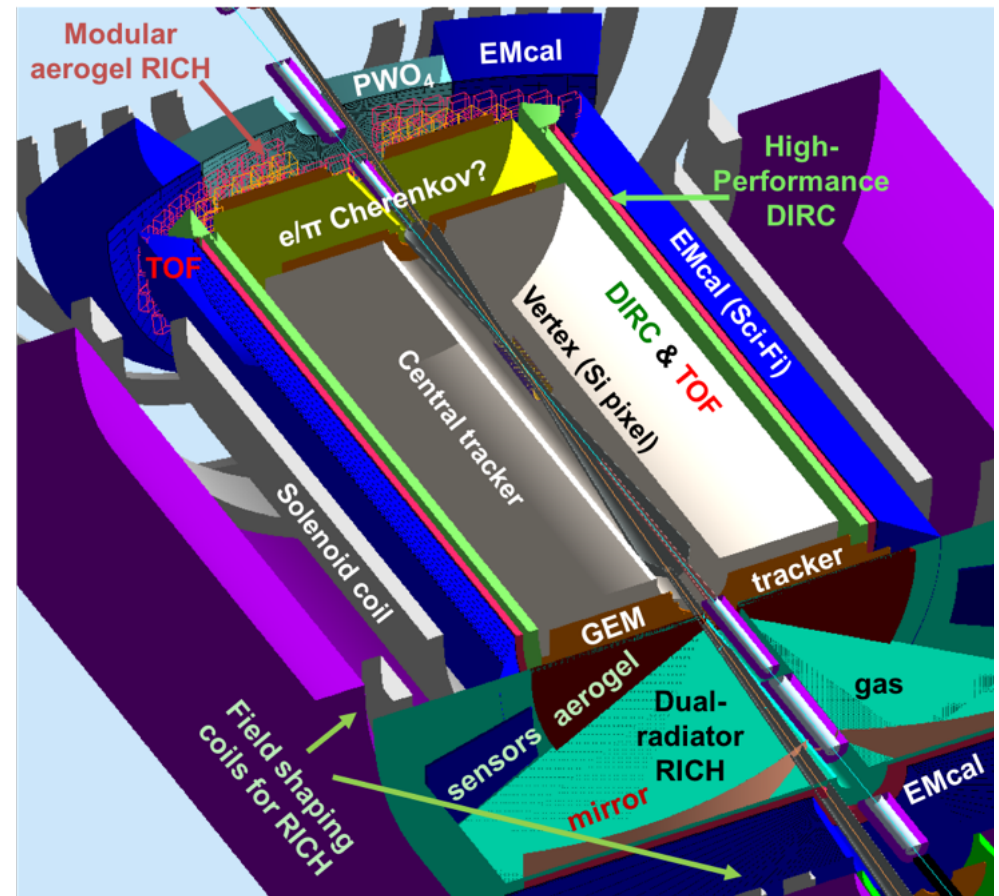 Modular
aerogel RICH
PWO₄
EMcal
e/π Cherenkov?
High-
Performance
DIRC
TOF
EMcal (Sci-Fi)
DIRC & TOF
Vertex (Si pixel)
Central tracker
Solenoid coil
tracker
GEM
aerogel
gas
Dual-
radiator
RICH
sensors
mirror
EMcal
Field shaping
coils for RICH